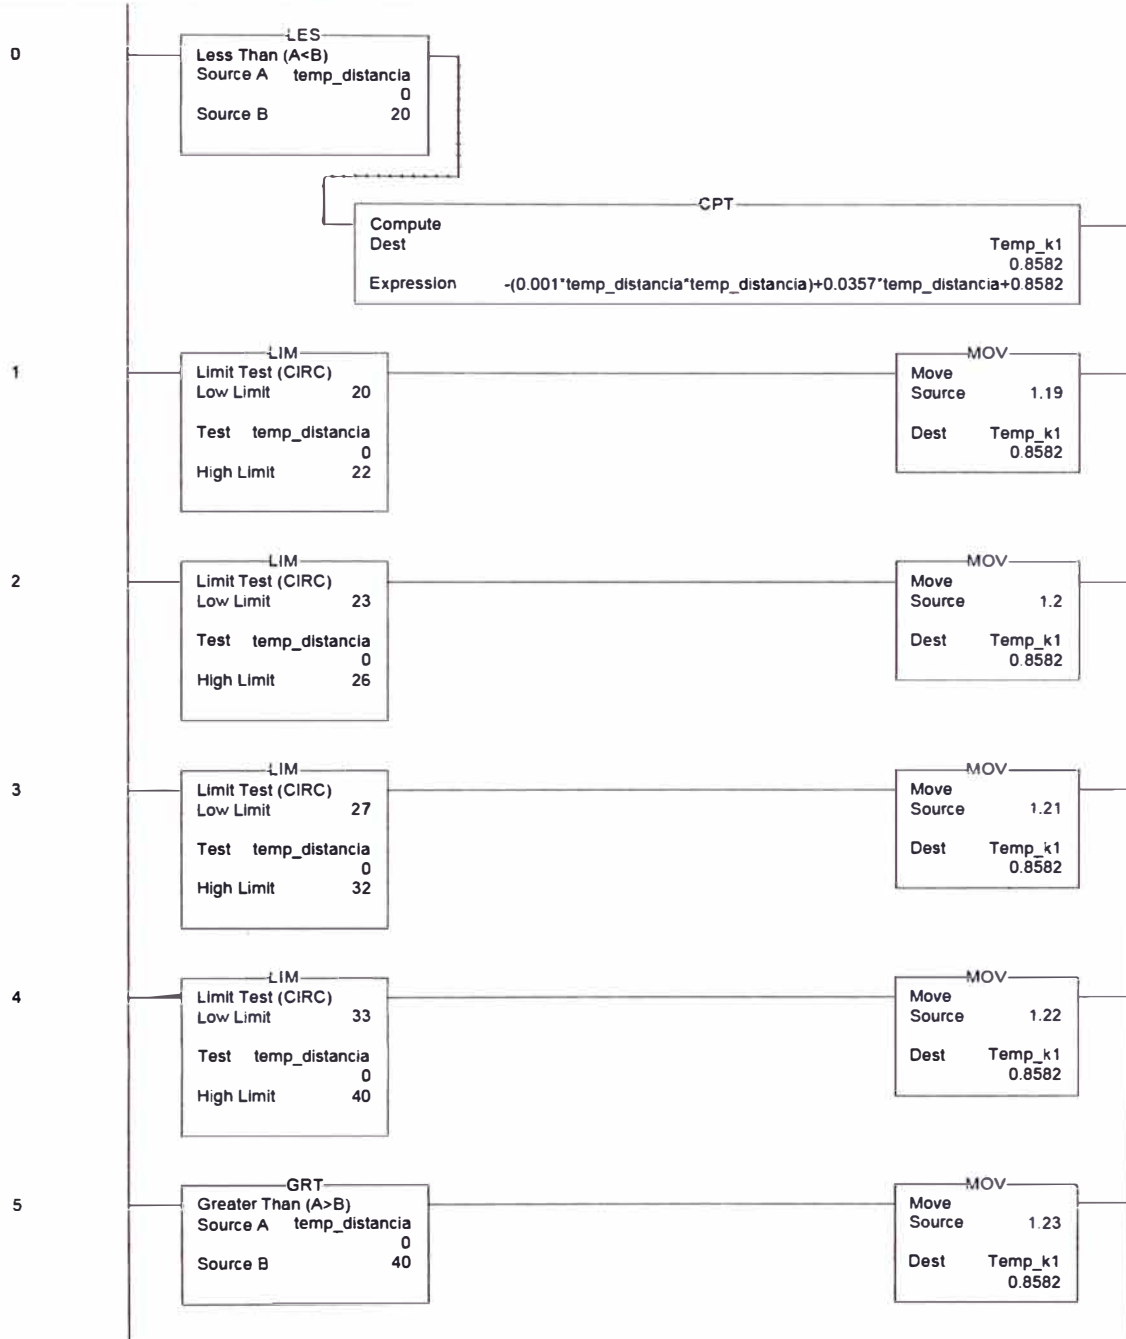 LES
0
Less Than (A<B)
Source A temp_distancia
0
Source B 20
CPT
Compute
Dest Temp_k1
0.8582
Expression -(0.001*temp_distancia*temp_distancia)+0.0357*temp_distancia+0.8582
LIM MOV
1 Limit Test (CIRC) Move
Low Limit 20 Source 1.19
Test temp_distancia Dest Temp_k1
0 0.8582
High Limit 22
LIM MOV
2 Limit Test (CIRC) Move
Low Limit 23 Source 1.2
Test temp_distancia Dest Temp_k1
0 0.8582
High Limit 26
LIM MOV
3 Limit Test (CIRC) Move
Low Limit 27 Source 1.21
Test temp_distancia Dest Temp_k1
0 0.8582
High Limit 32
LIM MOV
4 Limit Test (CIRC) Move
Low Limit 33 Source 1.22
Test temp_distancia Dest Temp_k1
0 0.8582
High Limit 40
GRT MOV
5 Greater Than (A>B) Move
Source A temp_distancia Source 1.23
0
Source B 40 Dest Temp_k1
0.8582